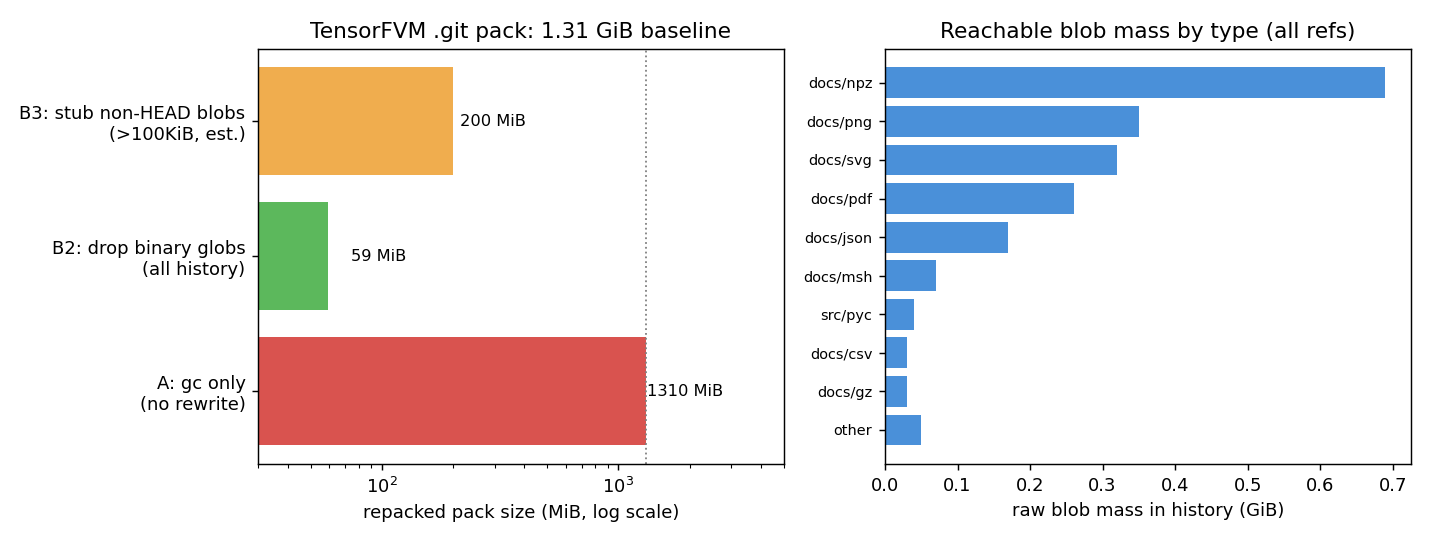 TensorFVM .git pack: 1.31 GiB baseline
B3: stub non-HEAD blobs
(>100KiB, est.)
200 MiB
B2: drop binary globs
(all history)
59 MiB
A: gc only
(no rewrite)
1310 MiB
10²
10³
repacked pack size (MiB, log scale)
Reachable blob mass by type (all refs)
docs/npz
docs/png
docs/svg
docs/pdf
docs/json
docs/msh
src/pyc
docs/csv
docs/gz
other
0.0 0.1 0.2 0.3 0.4 0.5 0.6 0.7
raw blob mass in history (GiB)